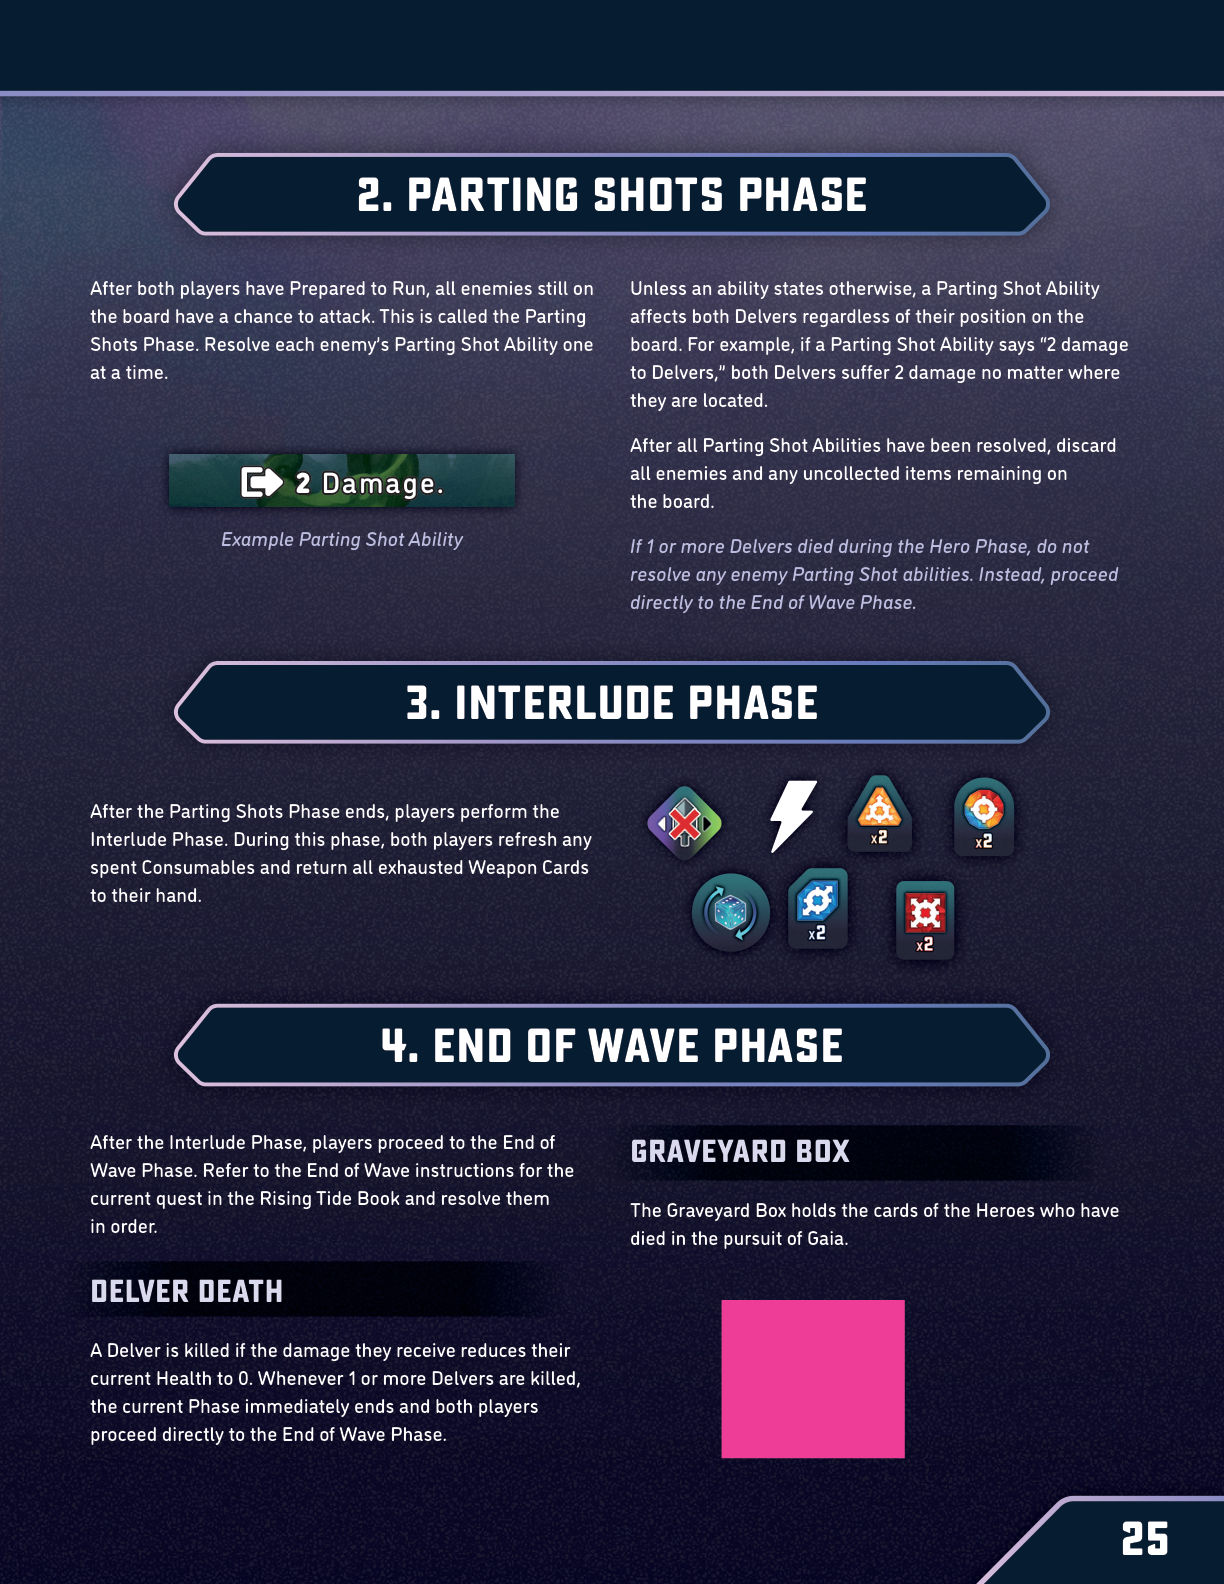 2. PARTING SHOTS PHASE
After both players have Prepared to Run, all enemies still on
the board have a chance to attack. This is called the Parting
Shots Phase. Resolve each enemy's Parting Shot Ability one
at a time.
2 Damage.
Example Parting Shot Ability
Unless an ability states otherwise, a Parting Shot Ability
affects both Delvers regardless of their position on the
board. For example, if a Parting Shot Ability says "2 damage
to Delvers," both Delvers suffer 2 damage no matter where
they are located.
After all Parting Shot Abilities have been resolved, discard
all enemies and any uncollected items remaining on
the board.
If 1 or more Delvers died during the Hero Phase, do not
resolve any enemy Parting Shot abilities. Instead, proceed
directly to the End of Wave Phase.
3. INTERLUDE PHASE
After the Parting Shots Phase ends, players perform the
Interlude Phase. During this phase, both players refresh any
spent Consumables and return all exhausted Weapon Cards
to their hand.
x2
x2
x2
x2
4. END OF WAVE PHASE
After the Interlude Phase, players proceed to the End of
Wave Phase. Refer to the End of Wave instructions for the
current quest in the Rising Tide Book and resolve them
in order.
DELVER DEATH
A Delver is killed if the damage they receive reduces their
current Health to 0. Whenever 1 or more Delvers are killed,
the current Phase immediately ends and both players
proceed directly to the End of Wave Phase.
GRAVEYARD BOX
The Graveyard Box holds the cards of the Heroes who have
died in the pursuit of Gaia.
25